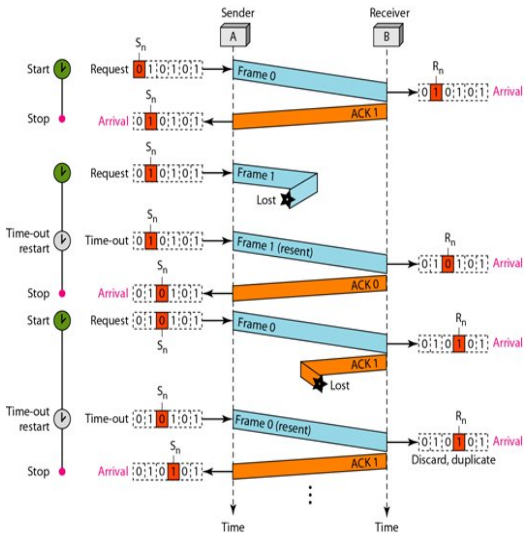 Sender Receiver
A B
Sn
Start Request 0 1 0 1 0 1 Frame 0 Rn
0 1 0 1 0 1 Arrival
Sn
Stop Arrival 0 1 0 1 0 1 ACK 1
Sn
Request 0 1 0 1 0 1 Frame 1
Lost
Sn
Time-out restart Time-out 0 1 0 1 0 1 Frame 1 (resent) Rn
0 1 0 1 0 1 Arrival
Sn
Stop Arrival 0 1 0 1 0 1 ACK 0
Start Request 0 1 0 1 0 1 Frame 0 Rn
Sn
0 1 0 1 0 1 Arrival
ACK 1
Lost
Sn
Time-out restart Time-out 0 1 0 1 0 1 Frame 0 (resent) Rn
0 1 0 1 0 1 Arrival
Discard, duplicate
Sn
Stop Arrival 0 1 0 1 0 1 ACK 1
Time Time